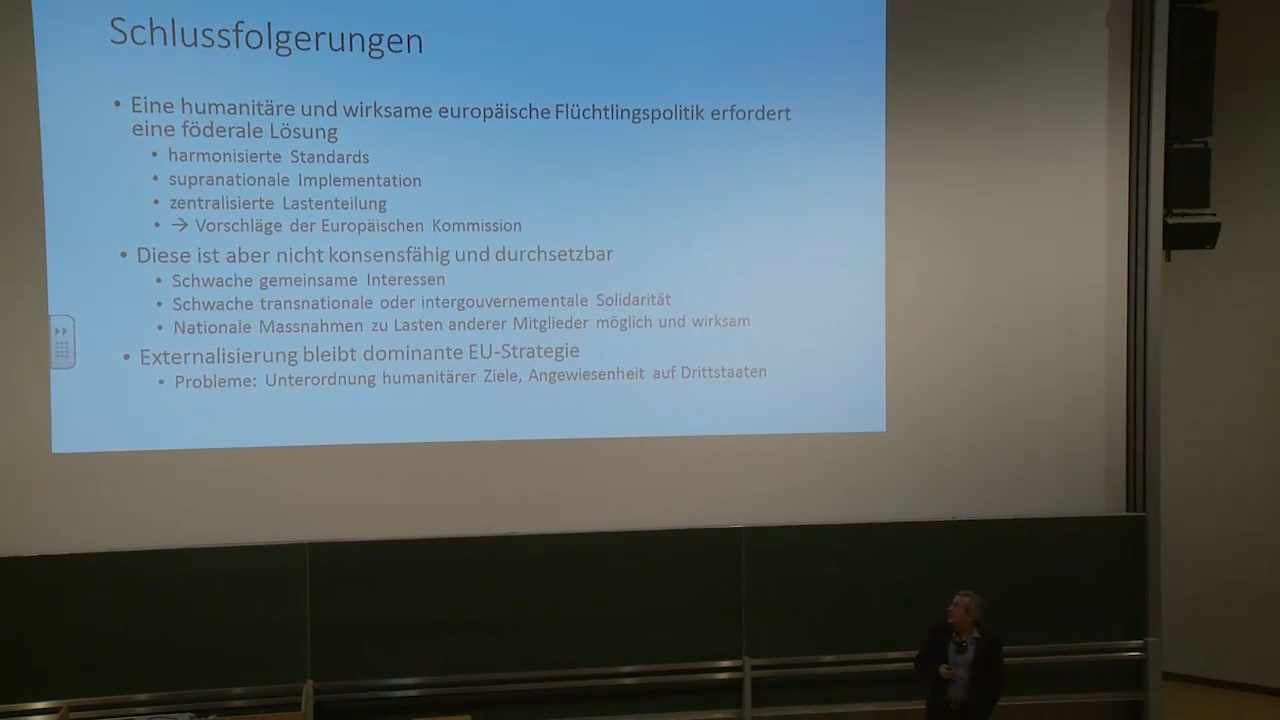 Schlussfolgerungen
• Eine humanitäre und wirksame europäische Flüchtlingspolitik erfordert
eine föderale Lösung
• harmonisierte Standards
• supranationale Implementation
• zentralisierte Lastenteilung
• → Vorschläge der Europäischen Kommission
• Diese ist aber nicht konsensfähig und durchsetzbar
• Schwache gemeinsame Interessen
• Schwache transnationale oder intergouvernementale Solidarität
• Nationale Massnahmen zu Lasten anderer Mitglieder möglich und wirksam
• Externalisierung bleibt dominante EU-Strategie
• Probleme: Unterordnung humanitärer Ziele, Angewiesenheit auf Drittstaaten